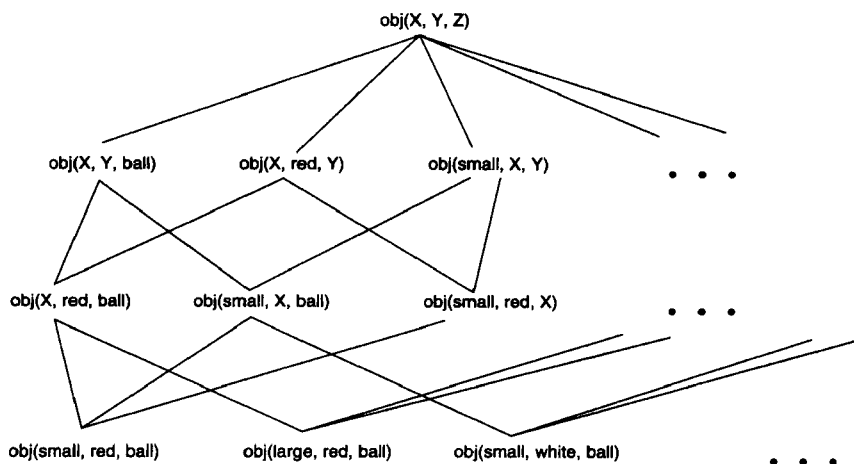 obj(X, Y, Z)
obj(X, Y, ball) obj(X, red, Y) obj(small, X, Y) • • •
obj(X, red, ball) obj(small, X, ball) obj(small, red, X) • • •
obj(small, red, ball) obj(large, red, ball) obj(small, white, ball) • • •